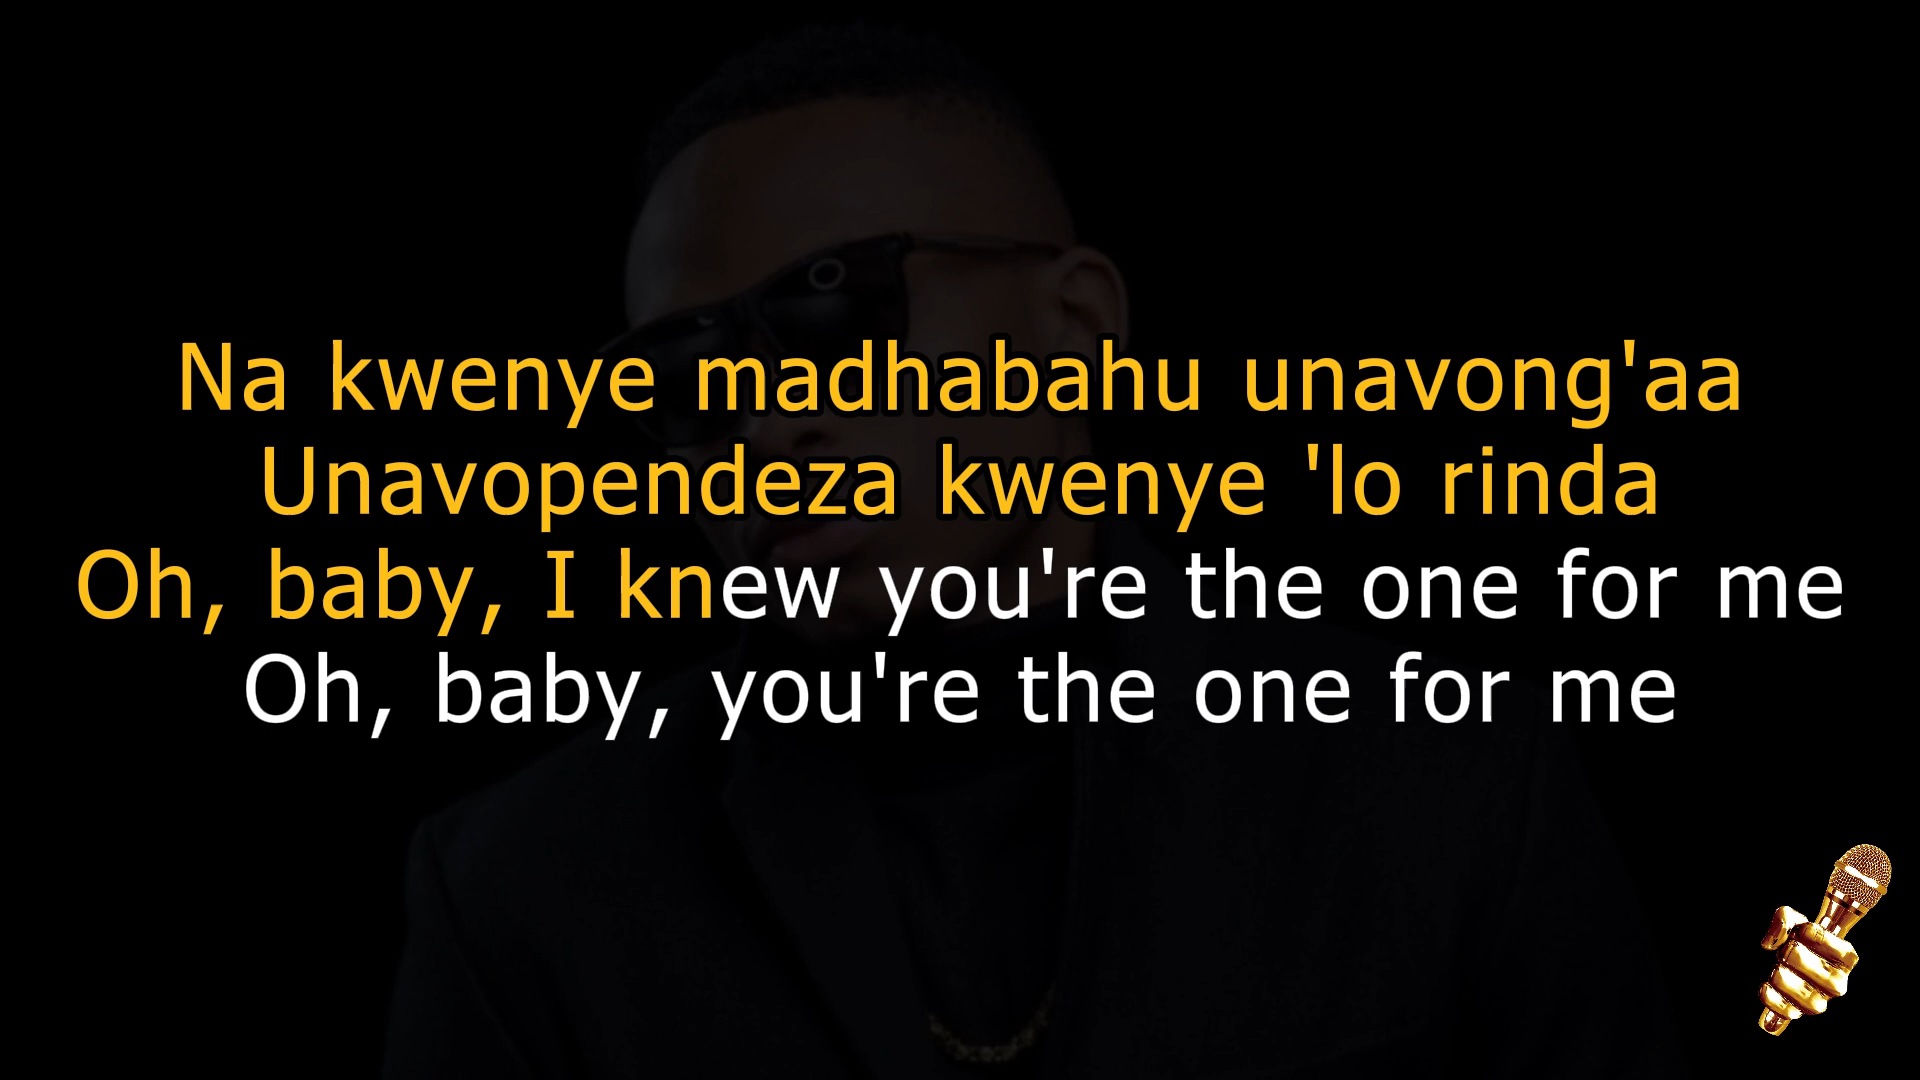 Na kwenye madhabahu unavong'aa
Unavopendeza kwenye 'lo rinda
Oh, baby, I knew you're the one for me
Oh, baby, you're the one for me